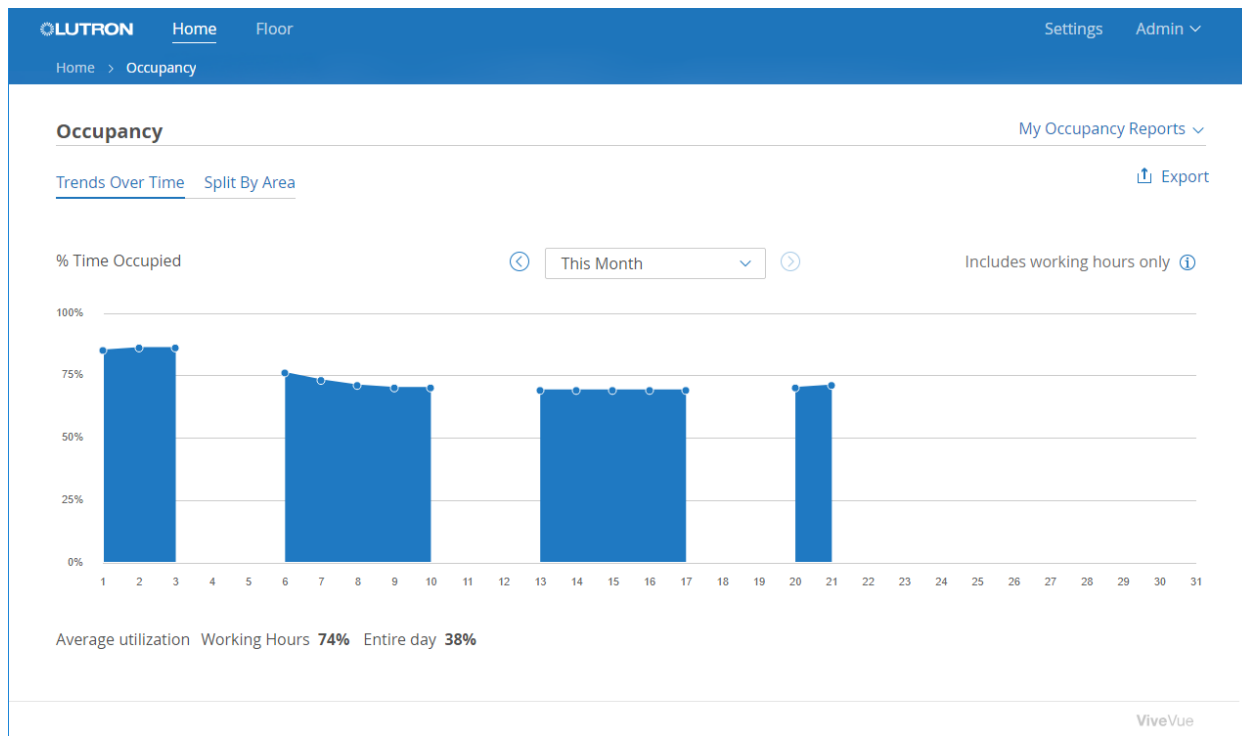 LUTRON Home Floor Settings Admin
Home > Occupancy
Occupancy My Occupancy Reports
Trends Over Time Split By Area Export
% Time Occupied This Month Includes working hours only
100%
75%
50%
25%
0%
1 2 3 4 5 6 7 8 9 10 11 12 13 14 15 16 17 18 19 20 21 22 23 24 25 26 27 28 29 30 31
Average utilization Working Hours 74% Entire day 38%
ViveVue